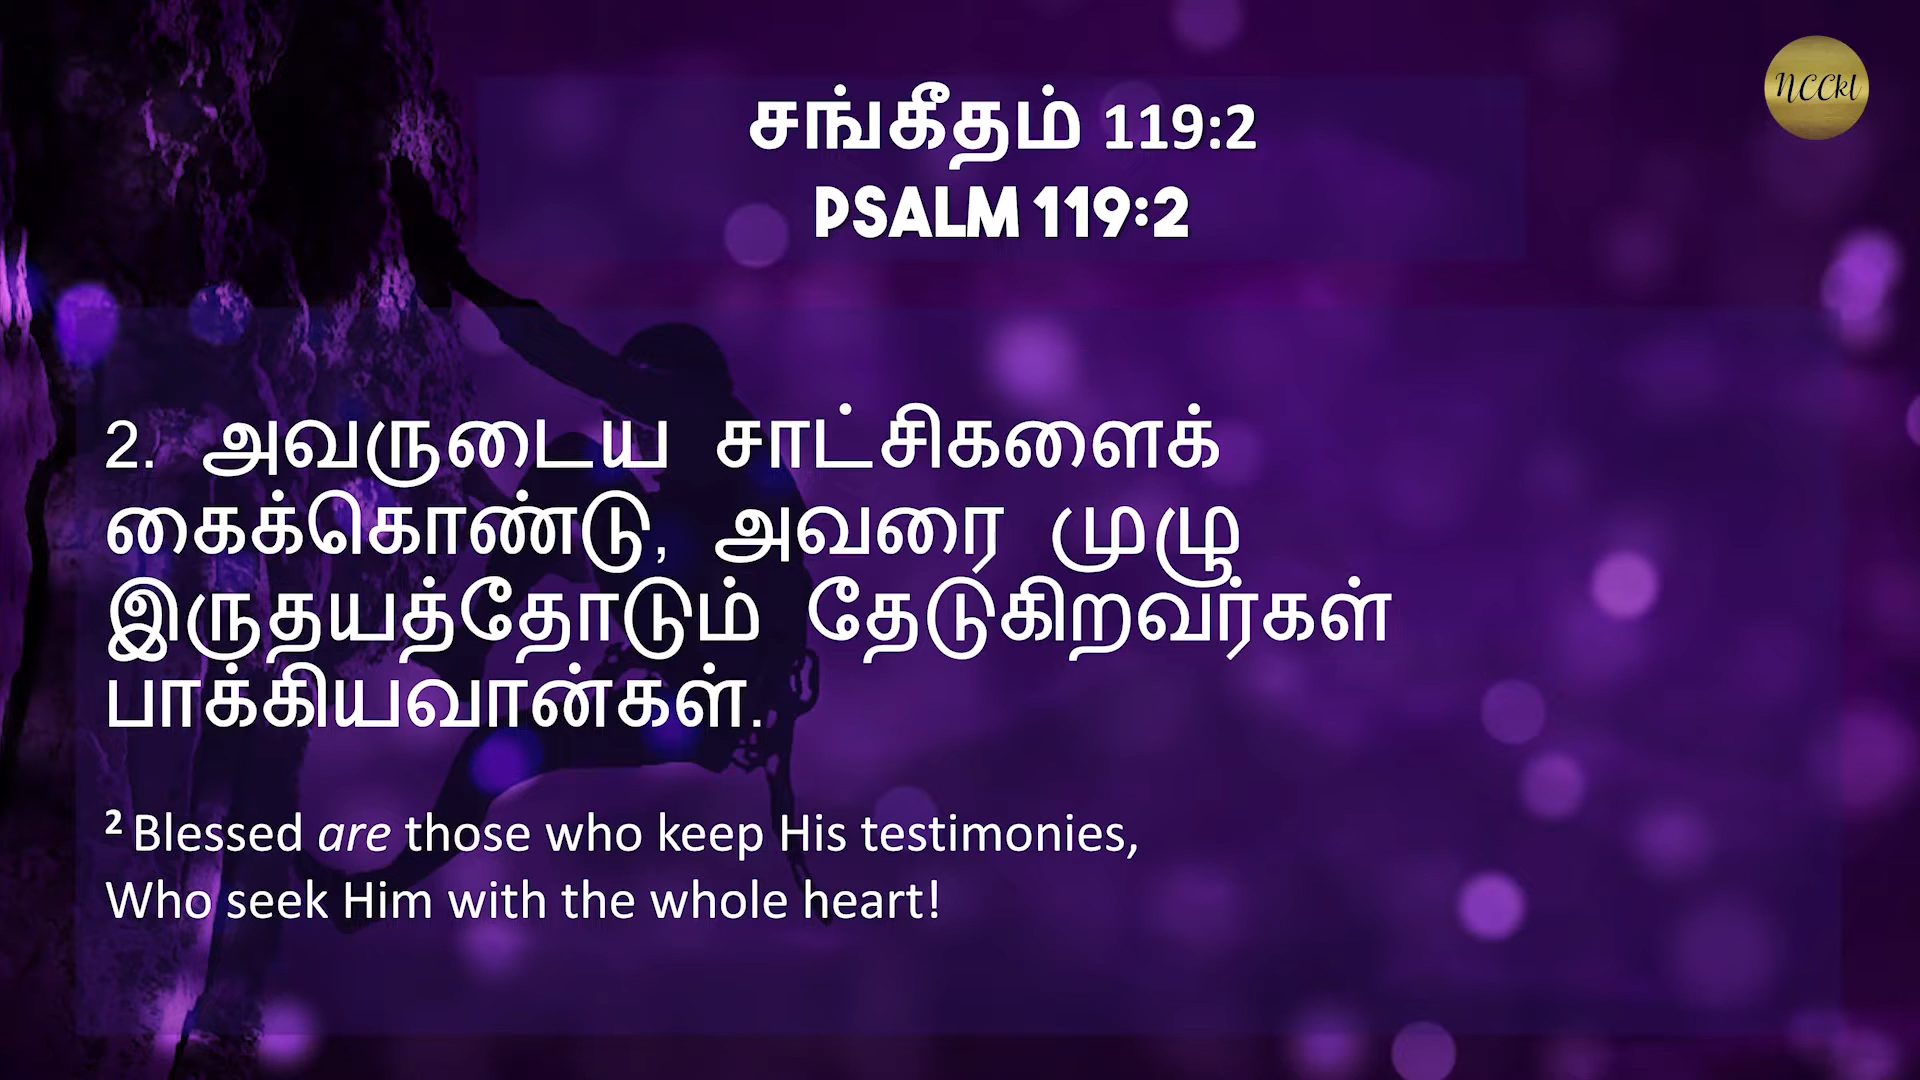 சங்கீதம் 119:2
PSALM 119:2
NCCkl
2. அவருடைய சாட்சிகளைக்
கைக்கொண்டு, அவரை முழு
இருதயத்தோடும் தேடுகிறவர்கள்
பாக்கியவான்கள்.
2 Blessed are those who keep His testimonies,
Who seek Him with the whole heart!